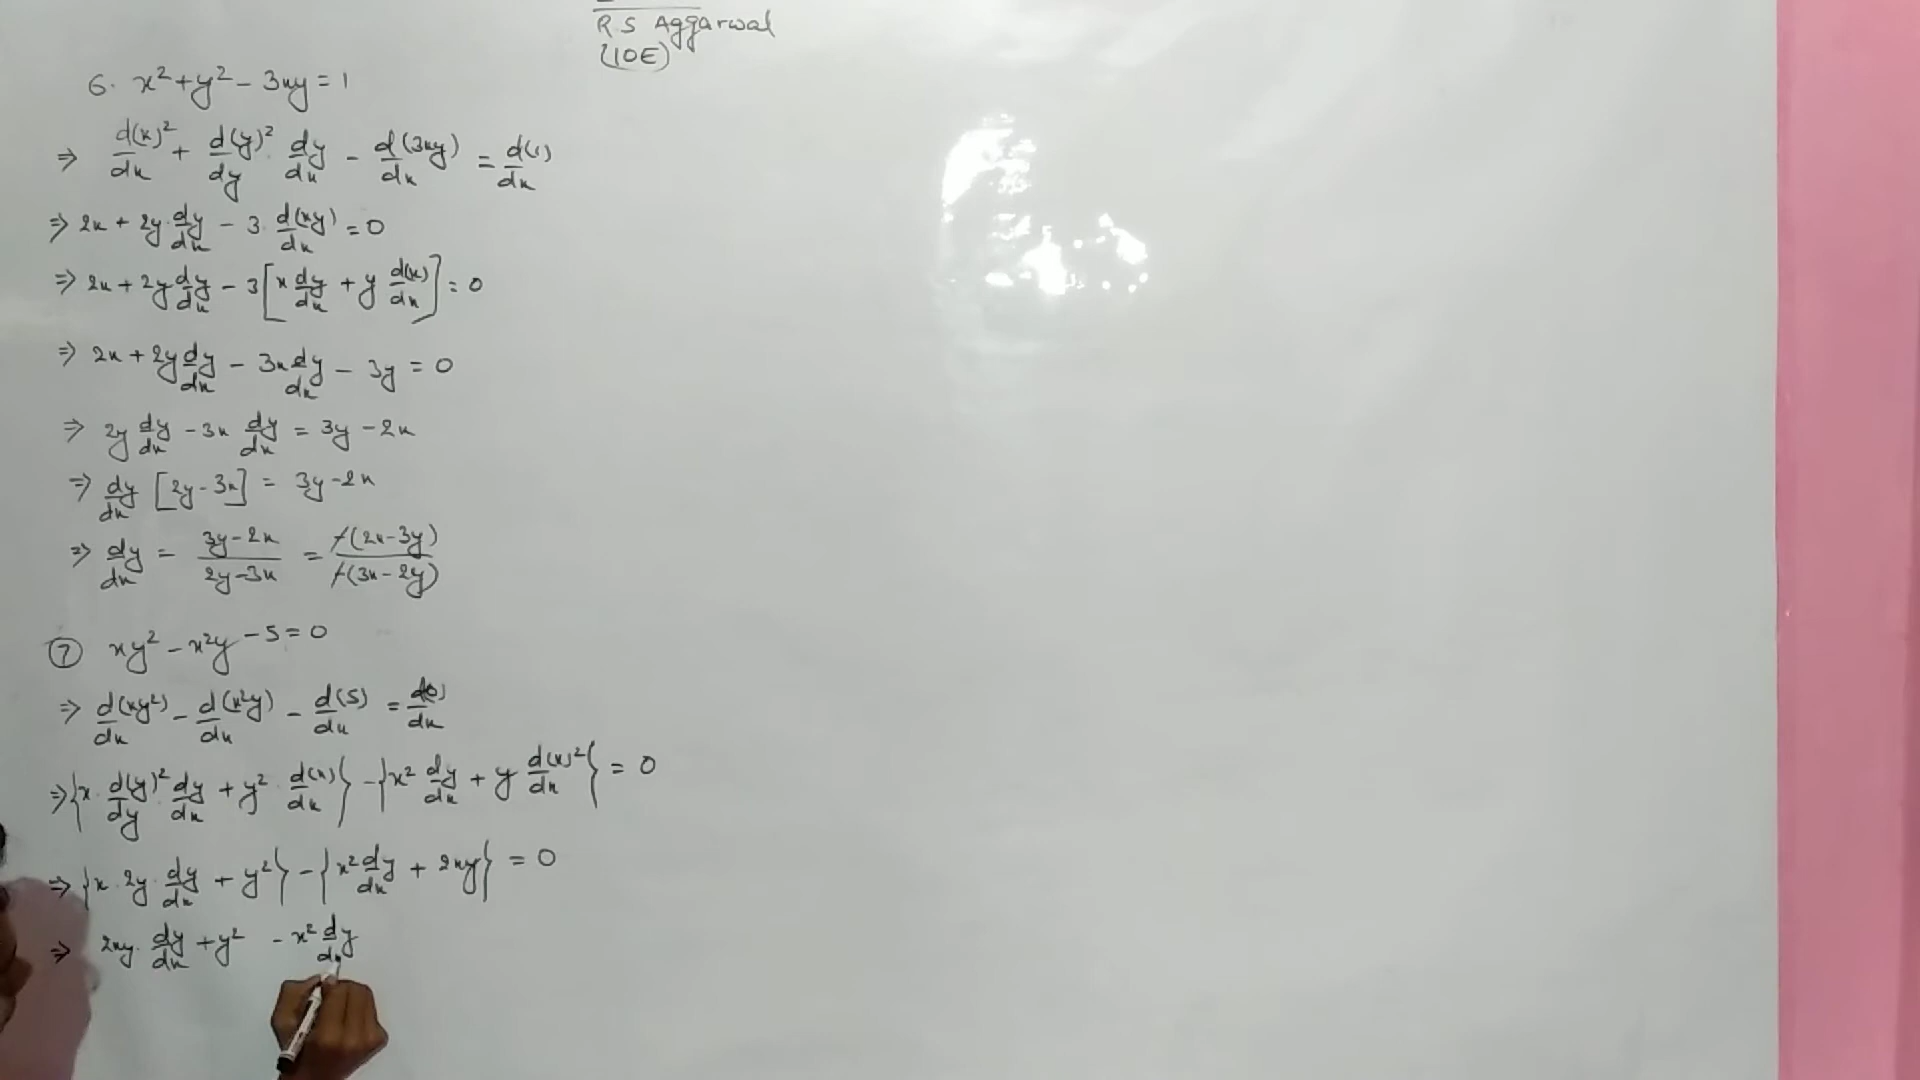 R S Aggarwal
(10E)
6. x² + y² - 3xy = 1
⇒ d(x)²/dx + d(y)²/dy · dy/dx - d(3xy)/dx = d(1)/dx
⇒ 2x + 2y · dy/dx - 3 · d(xy)/dx = 0
⇒ 2x + 2y dy/dx - 3 [x dy/dx + y d(x)/dx] = 0
⇒ 2x + 2y dy/dx - 3x dy/dx - 3y = 0
⇒ 2y dy/dx - 3x dy/dx = 3y - 2x
⇒ dy/dx [2y - 3x] = 3y - 2x
⇒ dy/dx = (3y - 2x)/(2y - 3x) = -(2x - 3y)/-(3x - 2y)
⑦ xy² - x²y - 5 = 0
⇒ d(xy²)/dx - d(x²y)/dx - d(5)/dx = d(0)/dx
⇒ {x · d(y)²/dy · dy/dx + y² · d(x)/dx} - {x² dy/dx + y d(x)²/dx} = 0
⇒ {x · 2y · dy/dx + y²} - {x² dy/dx + 2xy} = 0
⇒ 2xy · dy/dx + y² - x² dy/dx